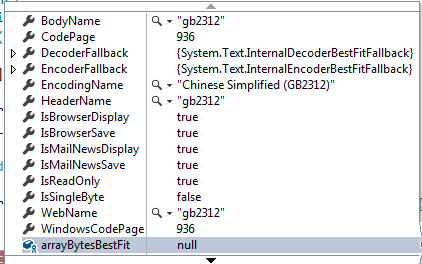 BodyName "gb2312"
CodePage 936
DecoderFallback {System.Text.InternalDecoderBestFitFallback}
EncoderFallback {System.Text.InternalEncoderBestFitFallback}
EncodingName "Chinese Simplified (GB2312)"
HeaderName "gb2312"
IsBrowserDisplay true
IsBrowserSave true
IsMailNewsDisplay true
IsMailNewsSave true
IsReadOnly true
IsSingleByte false
WebName "gb2312"
WindowsCodePage 936
arrayBytesBestFit null